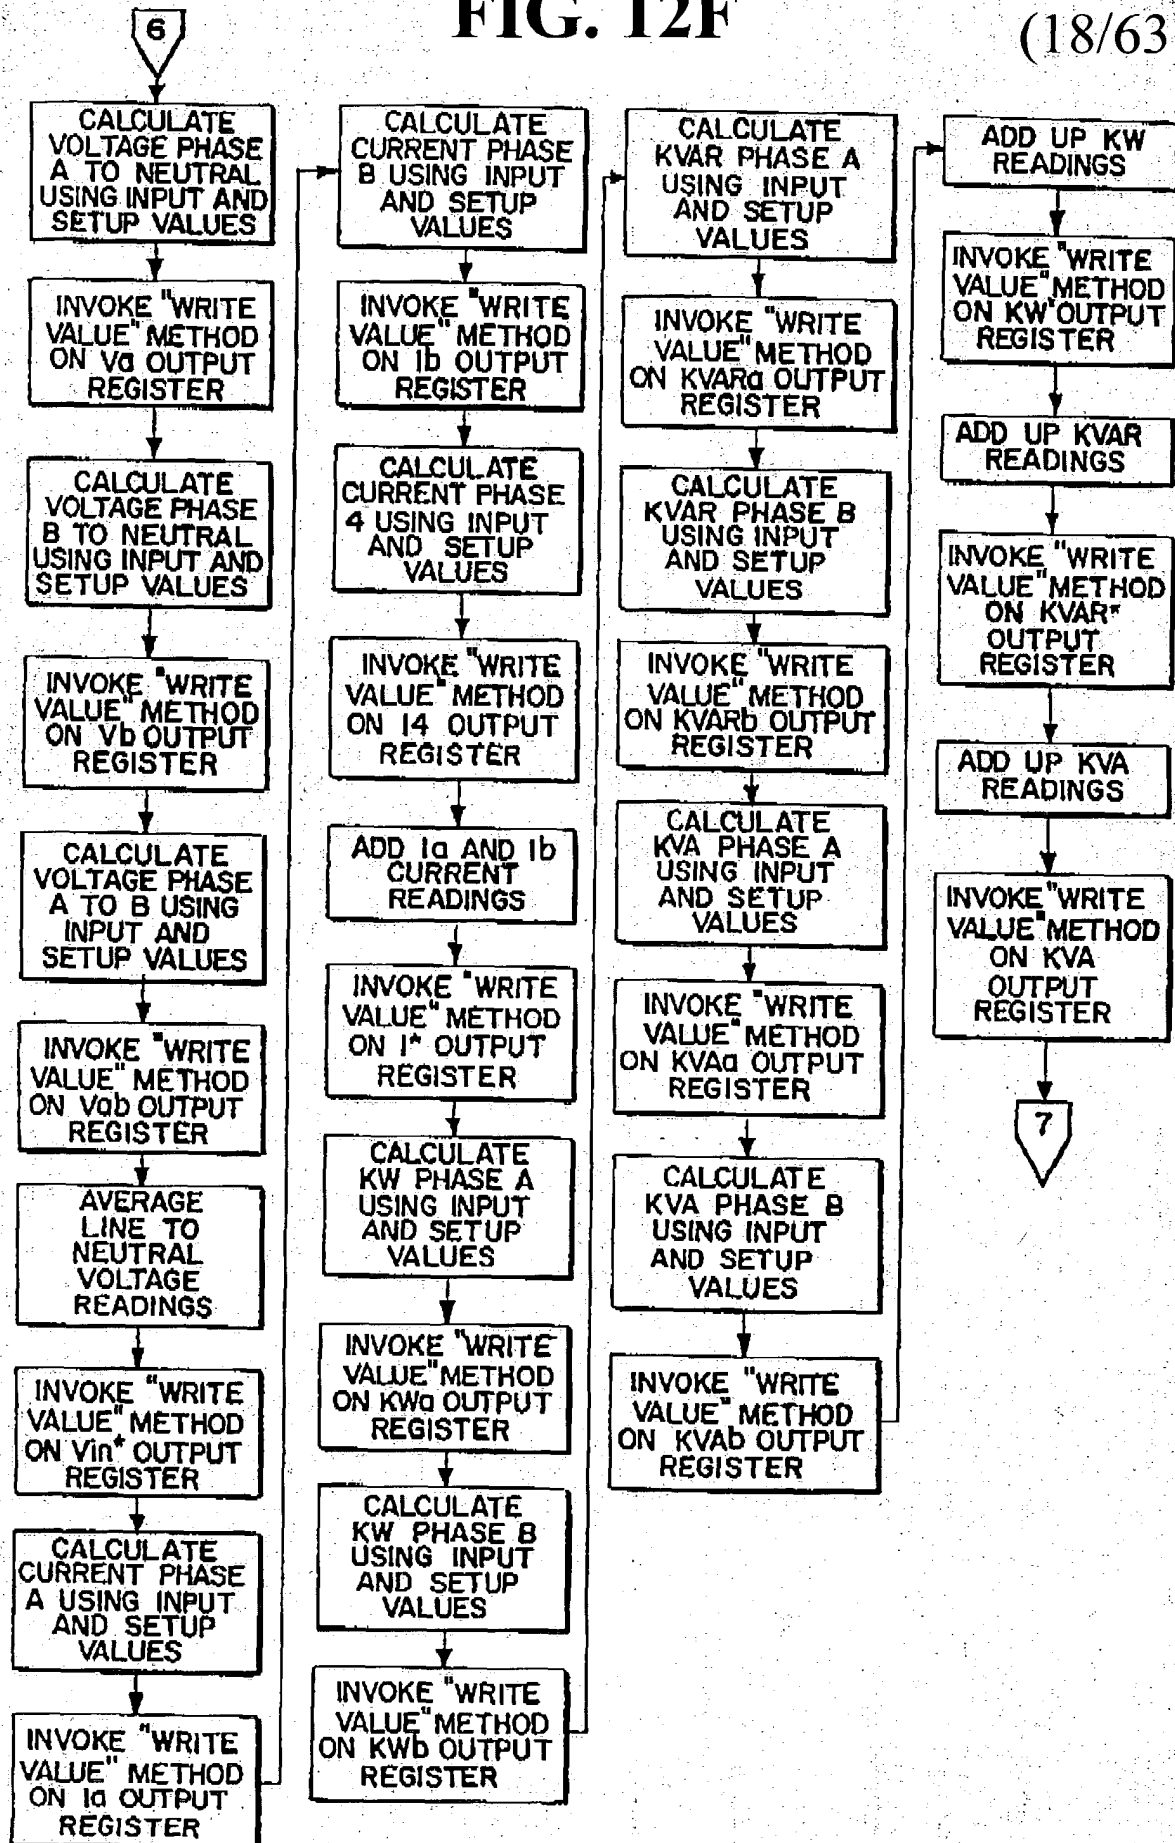 FIG. 12F
(18/63
6
CALCULATE
VOLTAGE PHASE
A TO NEUTRAL
USING INPUT AND
SETUP VALUES
INVOKE "WRITE
VALUE" METHOD
ON Va OUTPUT
REGISTER
CALCULATE
VOLTAGE PHASE
B TO NEUTRAL
USING INPUT AND
SETUP VALUES
INVOKE "WRITE
VALUE" METHOD
ON Vb OUTPUT
REGISTER
CALCULATE
VOLTAGE PHASE
A TO B USING
INPUT AND
SETUP VALUES
INVOKE "WRITE
VALUE" METHOD
ON Vab OUTPUT
REGISTER
AVERAGE
LINE TO
NEUTRAL
VOLTAGE
READINGS
INVOKE "WRITE
VALUE" METHOD
ON Vin* OUTPUT
REGISTER
CALCULATE
CURRENT PHASE
A USING INPUT
AND SETUP
VALUES
INVOKE "WRITE
VALUE" METHOD
ON Ia OUTPUT
REGISTER
CALCULATE
CURRENT PHASE
B USING INPUT
AND SETUP
VALUES
INVOKE "WRITE
VALUE" METHOD
ON Ib OUTPUT
REGISTER
CALCULATE
CURRENT PHASE
4 USING INPUT
AND SETUP
VALUES
INVOKE "WRITE
VALUE" METHOD
ON I4 OUTPUT
REGISTER
ADD Ia AND Ib
CURRENT
READINGS
INVOKE "WRITE
VALUE" METHOD
ON I* OUTPUT
REGISTER
CALCULATE
KW PHASE A
USING INPUT
AND SETUP
VALUES
INVOKE "WRITE
VALUE" METHOD
ON KWa OUTPUT
REGISTER
CALCULATE
KW PHASE B
USING INPUT
AND SETUP
VALUES
INVOKE "WRITE
VALUE" METHOD
ON KWb OUTPUT
REGISTER
CALCULATE
KVAR PHASE A
USING INPUT
AND SETUP
VALUES
INVOKE "WRITE
VALUE" METHOD
ON KVARa OUTPUT
REGISTER
CALCULATE
KVAR PHASE B
USING INPUT
AND SETUP
VALUES
INVOKE "WRITE
VALUE" METHOD
ON KVARb OUTPUT
REGISTER
CALCULATE
KVA PHASE A
USING INPUT
AND SETUP
VALUES
INVOKE "WRITE
VALUE" METHOD
ON KVAa OUTPUT
REGISTER
CALCULATE
KVA PHASE B
USING INPUT
AND SETUP
VALUES
INVOKE "WRITE
VALUE" METHOD
ON KVAb OUTPUT
REGISTER
ADD UP KW
READINGS
INVOKE "WRITE
VALUE" METHOD
ON KW* OUTPUT
REGISTER
ADD UP KVAR
READINGS
INVOKE "WRITE
VALUE" METHOD
ON KVAR*
OUTPUT
REGISTER
ADD UP KVA
READINGS
INVOKE "WRITE
VALUE" METHOD
ON KVA
OUTPUT
REGISTER
7